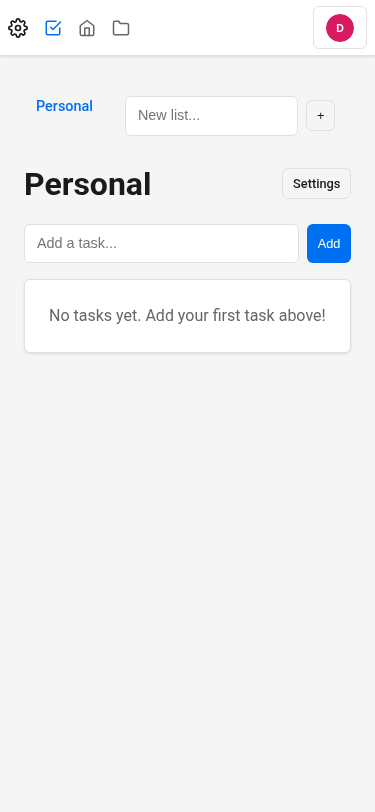 D
Personal
New list...
+
Personal
Settings
Add a task...
Add
No tasks yet. Add your first task above!